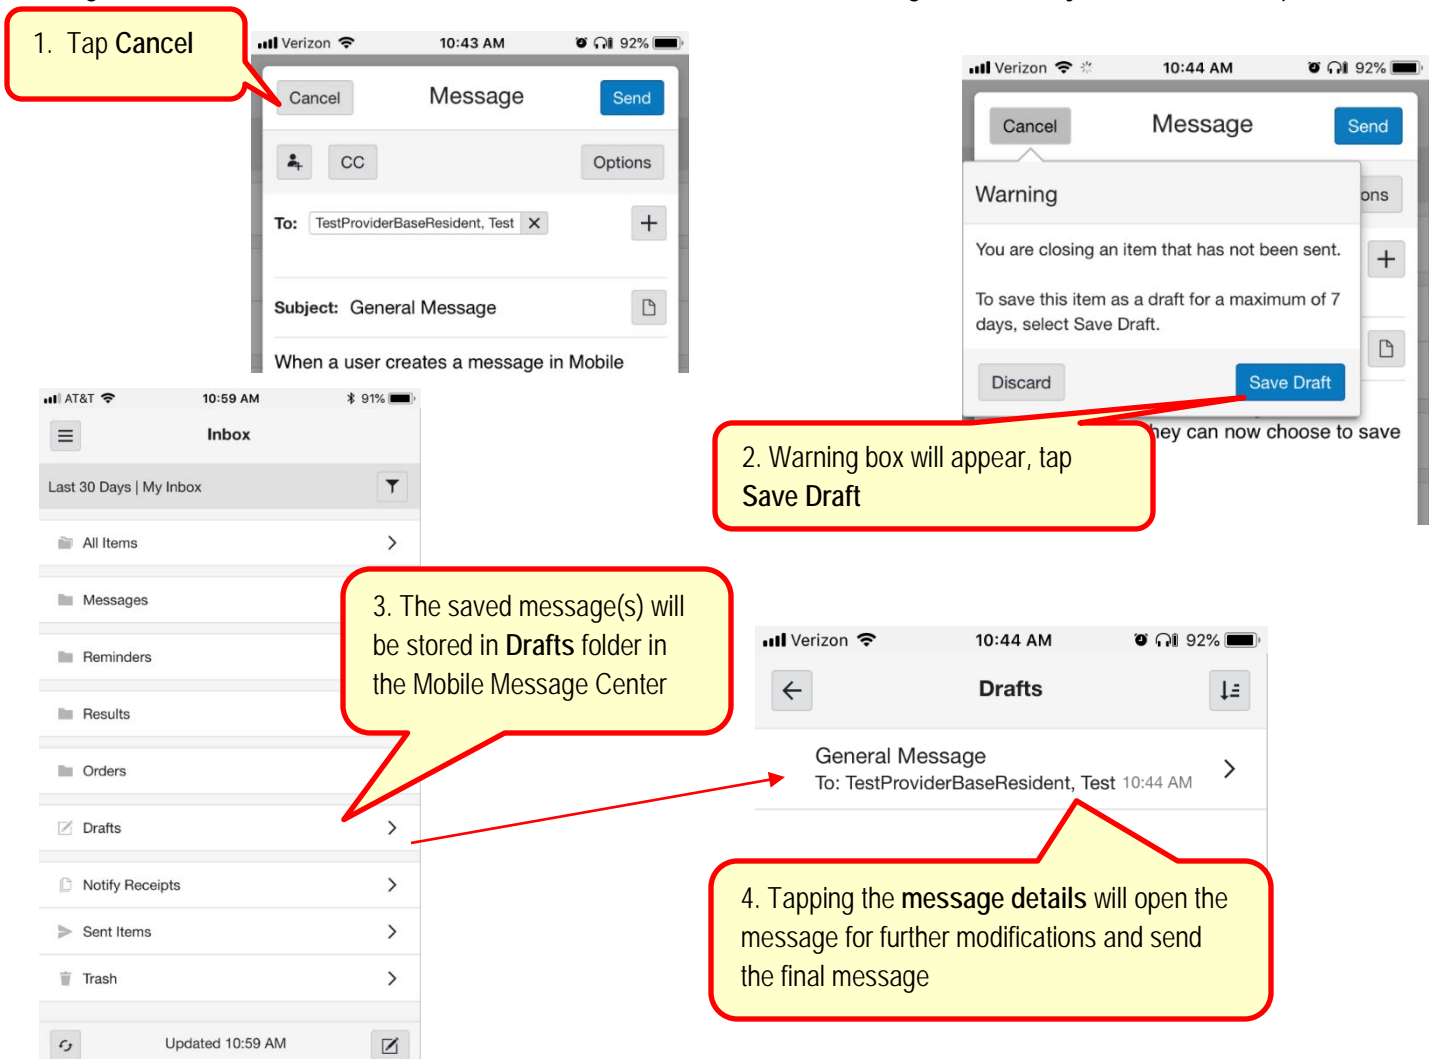 1. Tap Cancel
Verizon 10:43 AM 92%
Cancel Message Send
CC Options
To: TestProviderBaseResident, Test X
Subject: General Message
When a user creates a message in Mobile
Verizon 10:44 AM 92%
Cancel Message Send
Warning
ons
You are closing an item that has not been sent.
To save this item as a draft for a maximum of 7
days, select Save Draft.
Discard Save Draft
hey can now choose to save
2. Warning box will appear, tap
Save Draft
AT&T 10:59 AM 91%
Inbox
Last 30 Days | My Inbox
All Items
Messages
Reminders
Results
Orders
Drafts
Notify Receipts
Sent Items
Trash
Updated 10:59 AM
3. The saved message(s) will
be stored in Drafts folder in
the Mobile Message Center
Verizon 10:44 AM 92%
Drafts
General Message
To: TestProviderBaseResident, Test 10:44 AM
4. Tapping the message details will open the
message for further modifications and send
the final message